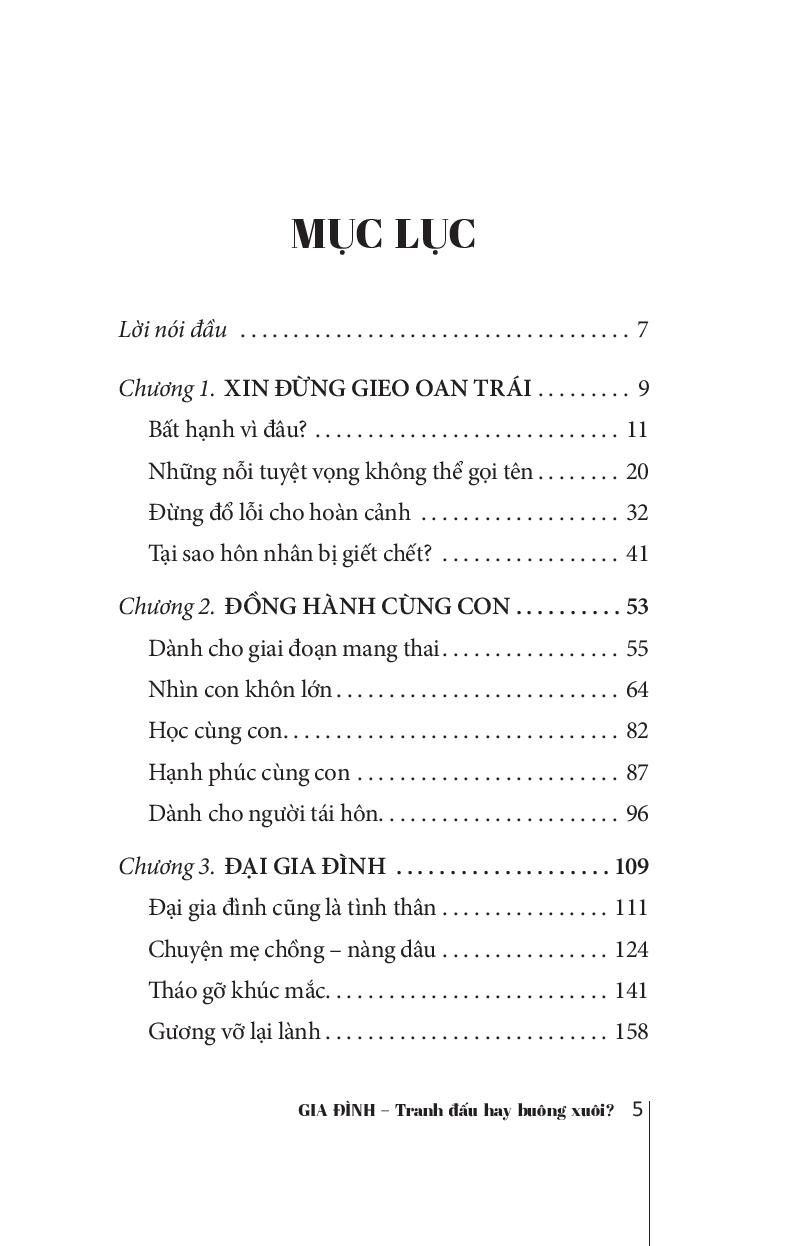 MỤC LỤC
Lời nói đầu ..................................... 7
Chương 1. XIN ĐỪNG GIEO OAN TRÁI ......... 9
Bất hạnh vì đâu? ............................. 11
Những nỗi tuyệt vọng không thể gọi tên ........ 20
Đừng đổ lỗi cho hoàn cảnh ................... 32
Tại sao hôn nhân bị giết chết? ................. 41
Chương 2. ĐỒNG HÀNH CÙNG CON .......... 53
Dành cho giai đoạn mang thai................. 55
Nhìn con khôn lớn ........................... 64
Học cùng con................................ 82
Hạnh phúc cùng con ......................... 87
Dành cho người tái hôn....................... 96
Chương 3. ĐẠI GIA ĐÌNH .................... 109
Đại gia đình cũng là tình thân ................ 111
Chuyện mẹ chồng – nàng dâu ................ 124
Tháo gỡ khúc mắc........................... 141
Gương vỡ lại lành ........................... 158
GIA ĐÌNH – Tranh đấu hay buông xuôi? 5